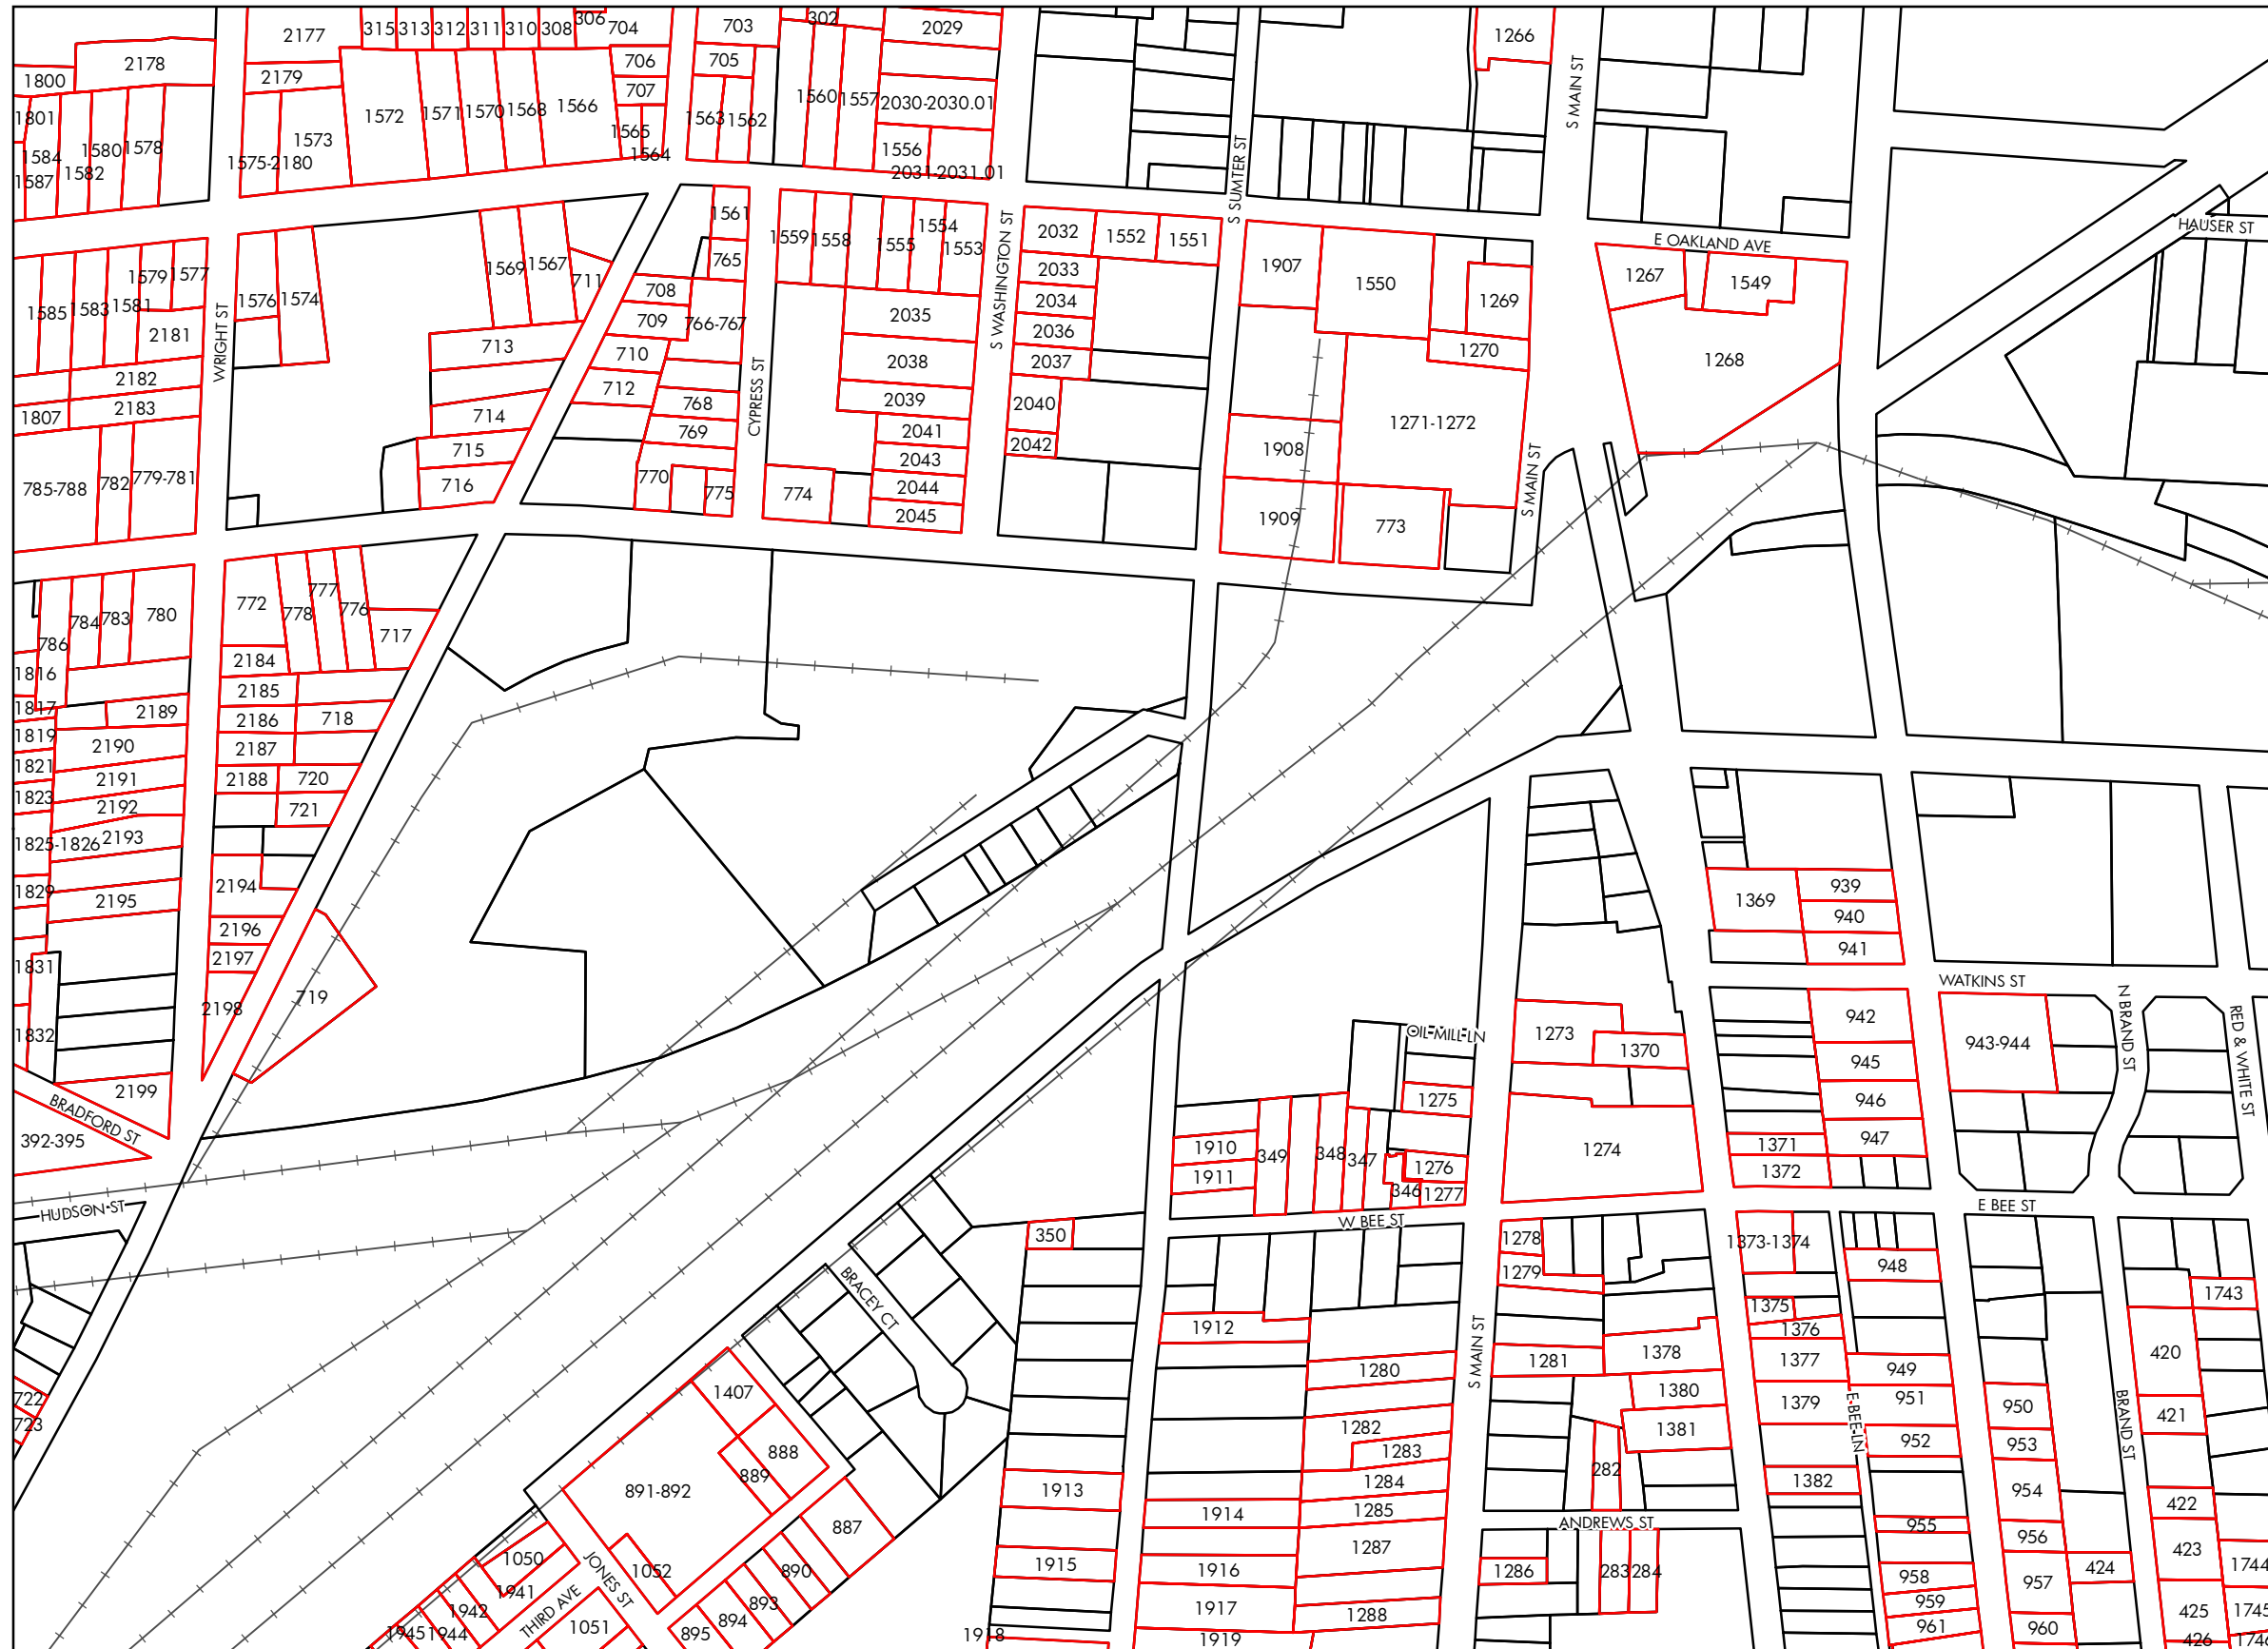 315 313 312 311 310 308 306 704 703 302 2029 1266
2177
2178 706 705
1800 2179 707
1801 1572 1571 1570 1568 1566 1563 1562 1560 1557 2030-2030.01
1584 1580 1578 1573 1565 1556
1587 1582 1575-2180 1564 2031-2031.01
S MAIN ST
S SUMTER ST
HAUSER ST
E OAKLAND AVE
1561 1559 1558 1555 1554 1553 2032 1552 1551
1579 1577 1569 1567 711 765 2033 1907 1550 1269 1267 1549
1585 1583 1581 1576 1574 708 2034
WRIGHT ST
CYPRESS ST
S WASHINGTON ST
2181 709 766-767 2035 2036
713 710 2038 2037 1270 1268
2182 712 768 2039 2040 1271-1272
1807 2183 714 769 2041 2042
715 2043 1908
785-788 782 779-781 716 770 775 774 2044
2045 1909 773
S MAIN ST
784 783 780 772 778 777 776 717
786
1816 2184
2185
1817 2189 2186 718
1819 2190 2187
1821 2191 2188 720
1823 2192 721
1825-1826 2193
1829 2195 2194 1369 939
940
2196 941
1831 2197
WATKINS ST
2198 719
1832 942
N BRAND ST
RED & WHITE ST
OIL-MILL-LN
1273 1370 943-944
945
2199 1275 946
BRADFORD ST
392-395 1910 349 348 347 1276 1274 1371 947
1911 346 1277 1372
HUDSON ST
W BEE ST
E BEE ST
350 1278 1373-1374
BRACEY CT
1279 948
1743
1375
1912 1376
S MAIN ST
1280 1281 1378 1377 949 420
722 1407 1380 1379 951 950
723 1282 1381 421
E-BEE-LN
BRAND ST
888 1283 952 953
889 1284 282 1382
891-892 1913 954 422
1914 1285
ANDREWS ST
887 955
956
1050 1915 1287 423
1052 890 1916 1286 283 284 958 957 424 1744
1941
JONES ST
THIRD AVE
1942 893 1917 1288 959 425 1745
1945 1944 1051 895 894 1918 1919 961 960 426